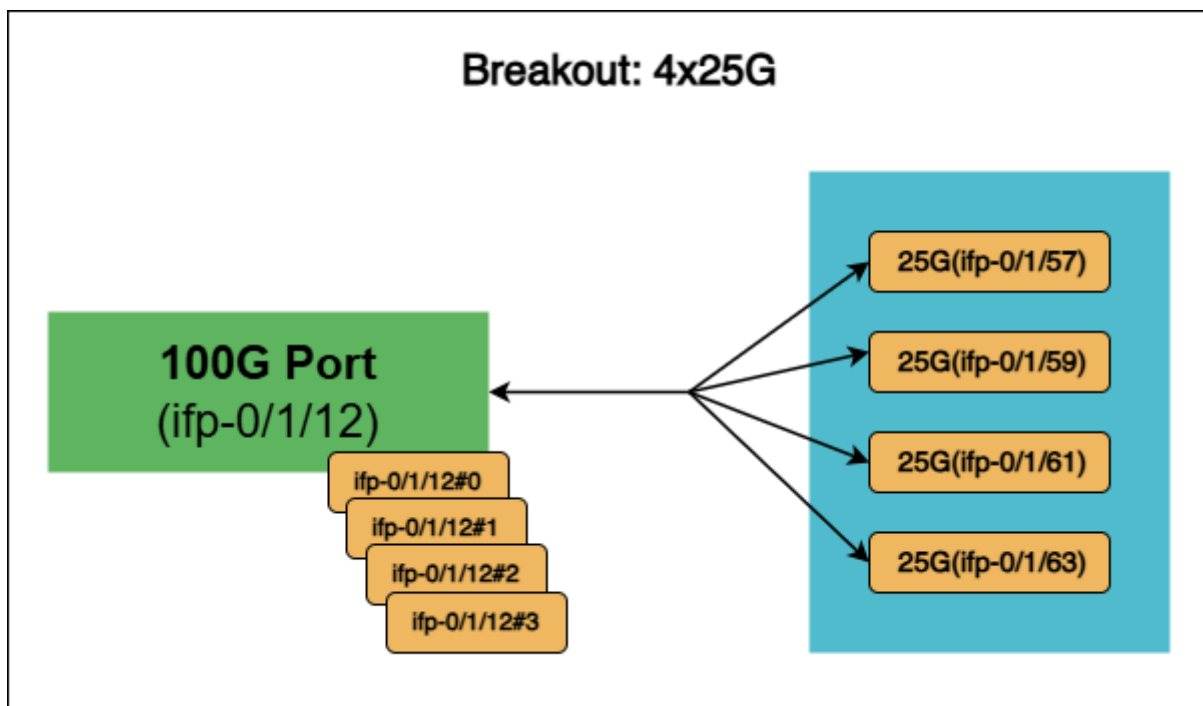 Breakout: 4x25G
100G Port
(ifp-0/1/12)
ifp-0/1/12#0
ifp-0/1/12#1
ifp-0/1/12#2
ifp-0/1/12#3
25G(ifp-0/1/57)
25G(ifp-0/1/59)
25G(ifp-0/1/61)
25G(ifp-0/1/63)